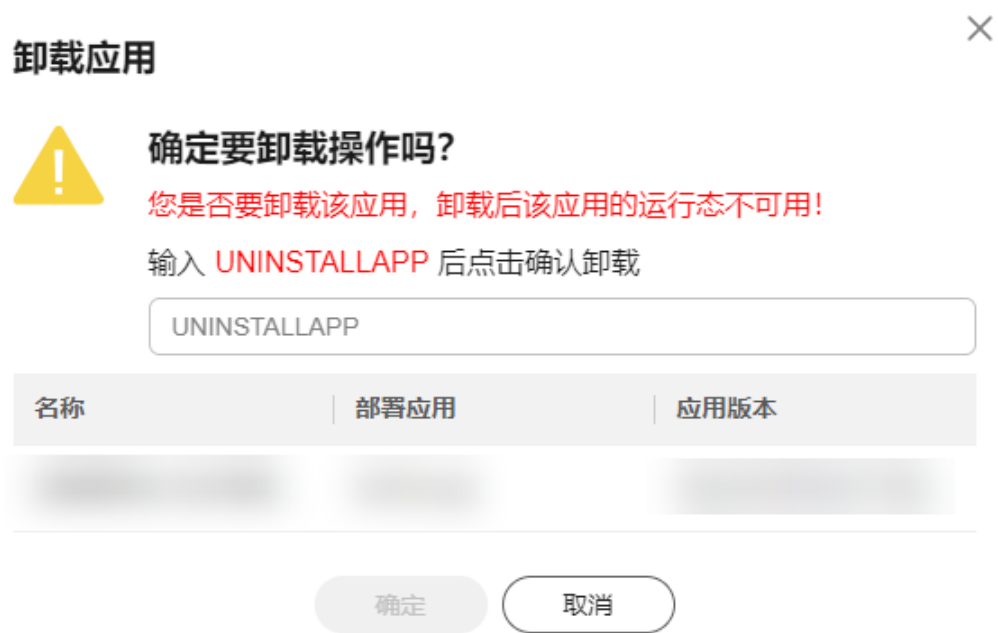 卸载应用
确定要卸载操作吗?
您是否要卸载该应用，卸载后该应用的运行态不可用!
输入 UNINSTALLAPP 后点击确认卸载
UNINSTALLAPP
名称 部署应用 应用版本
确定 取消